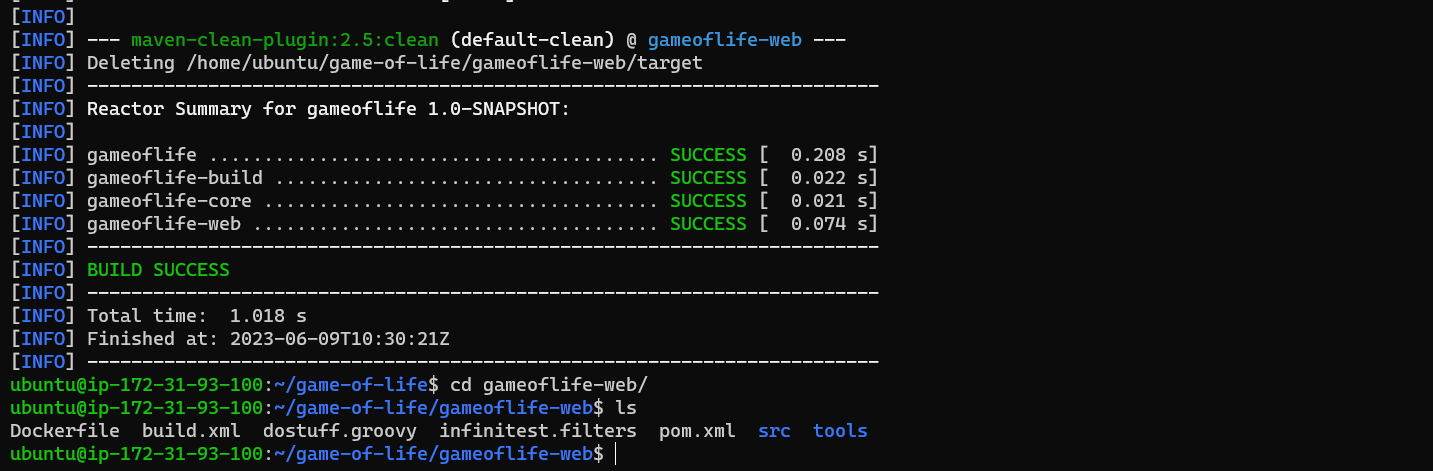 [INFO]
[INFO] --- maven-clean-plugin:2.5:clean (default-clean) @ gameoflife-web ---
[INFO] Deleting /home/ubuntu/game-of-life/gameoflife-web/target
[INFO] ------------------------------------------------------------------------
[INFO] Reactor Summary for gameoflife 1.0-SNAPSHOT:
[INFO]
[INFO] gameoflife ......................................... SUCCESS [  0.208 s]
[INFO] gameoflife-build ................................... SUCCESS [  0.022 s]
[INFO] gameoflife-core .................................... SUCCESS [  0.021 s]
[INFO] gameoflife-web ..................................... SUCCESS [  0.074 s]
[INFO] ------------------------------------------------------------------------
[INFO] BUILD SUCCESS
[INFO] ------------------------------------------------------------------------
[INFO] Total time:  1.018 s
[INFO] Finished at: 2023-06-09T10:30:21Z
[INFO] ------------------------------------------------------------------------
ubuntu@ip-172-31-93-100:~/game-of-life$ cd gameoflife-web/
ubuntu@ip-172-31-93-100:~/game-of-life/gameoflife-web$ ls
Dockerfile  build.xml  dostuff.groovy  infinitest.filters  pom.xml  src  tools
ubuntu@ip-172-31-93-100:~/game-of-life/gameoflife-web$